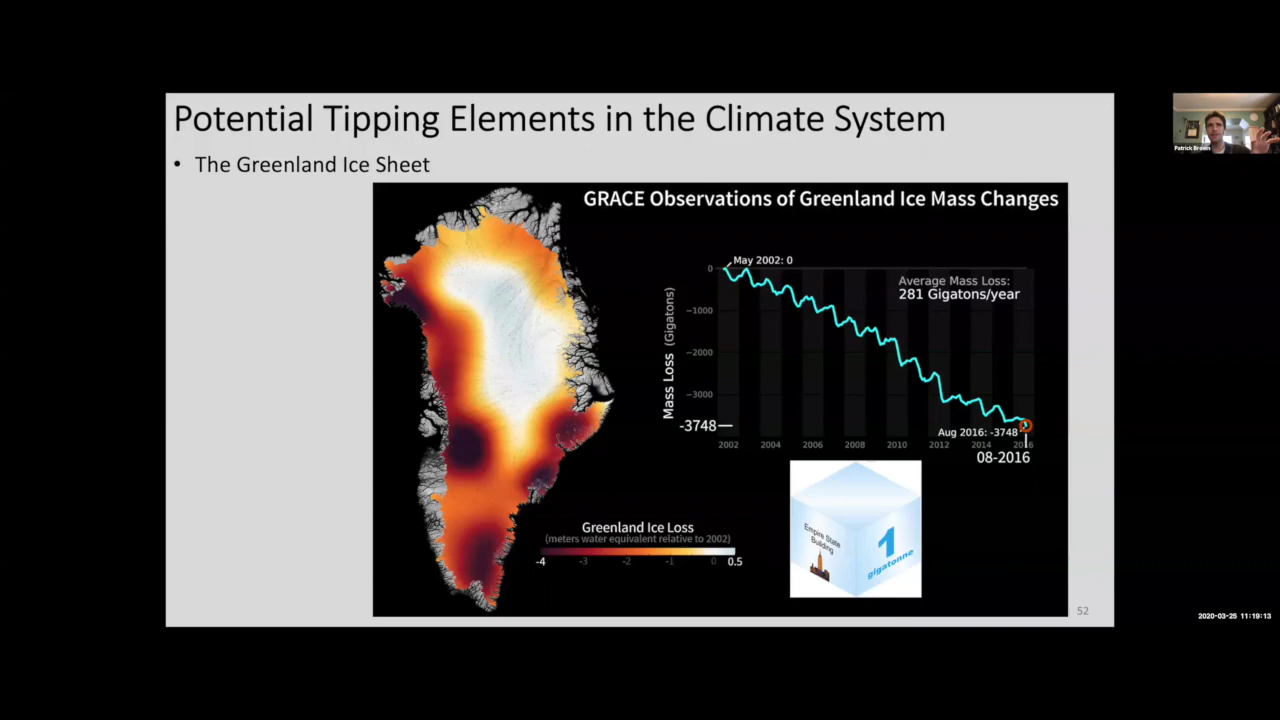 Potential Tipping Elements in the Climate System
• The Greenland Ice Sheet
GRACE Observations of Greenland Ice Mass Changes
May 2002: 0
Average Mass Loss:
281 Gigatons/year
Mass Loss (Gigatons)
0
-1000
-2000
-3000
-3748
Aug 2016: -3748
2002 2004 2006 2008 2010 2012 2014 2016
08-2016
Greenland Ice Loss
(meters water equivalent relative to 2002)
-4 -3 -2 -1 0 0.5
Empire State
Building
1
gigatonne
52
Patrick Brown
2020-03-25 11:19:13